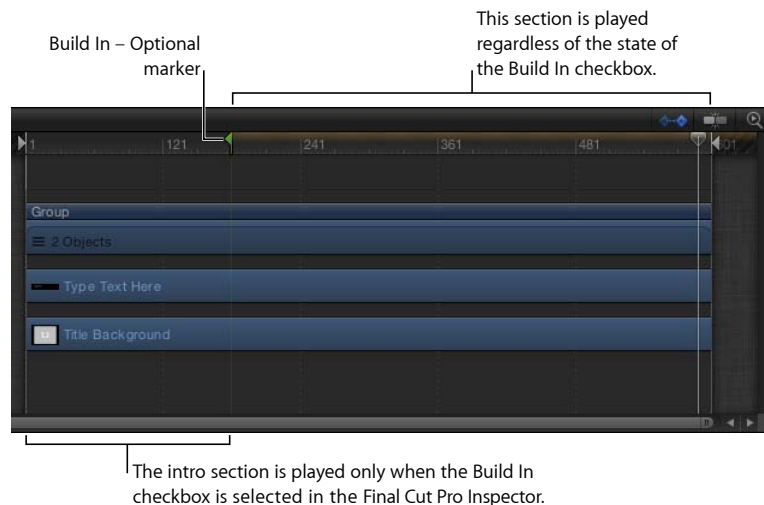 This section is played
regardless of the state of
the Build In checkbox.
Build In – Optional
marker
1
121
241
361
481
601
Group
2 Objects
Type Text Here
Title Background
The intro section is played only when the Build In
checkbox is selected in the Final Cut Pro Inspector.